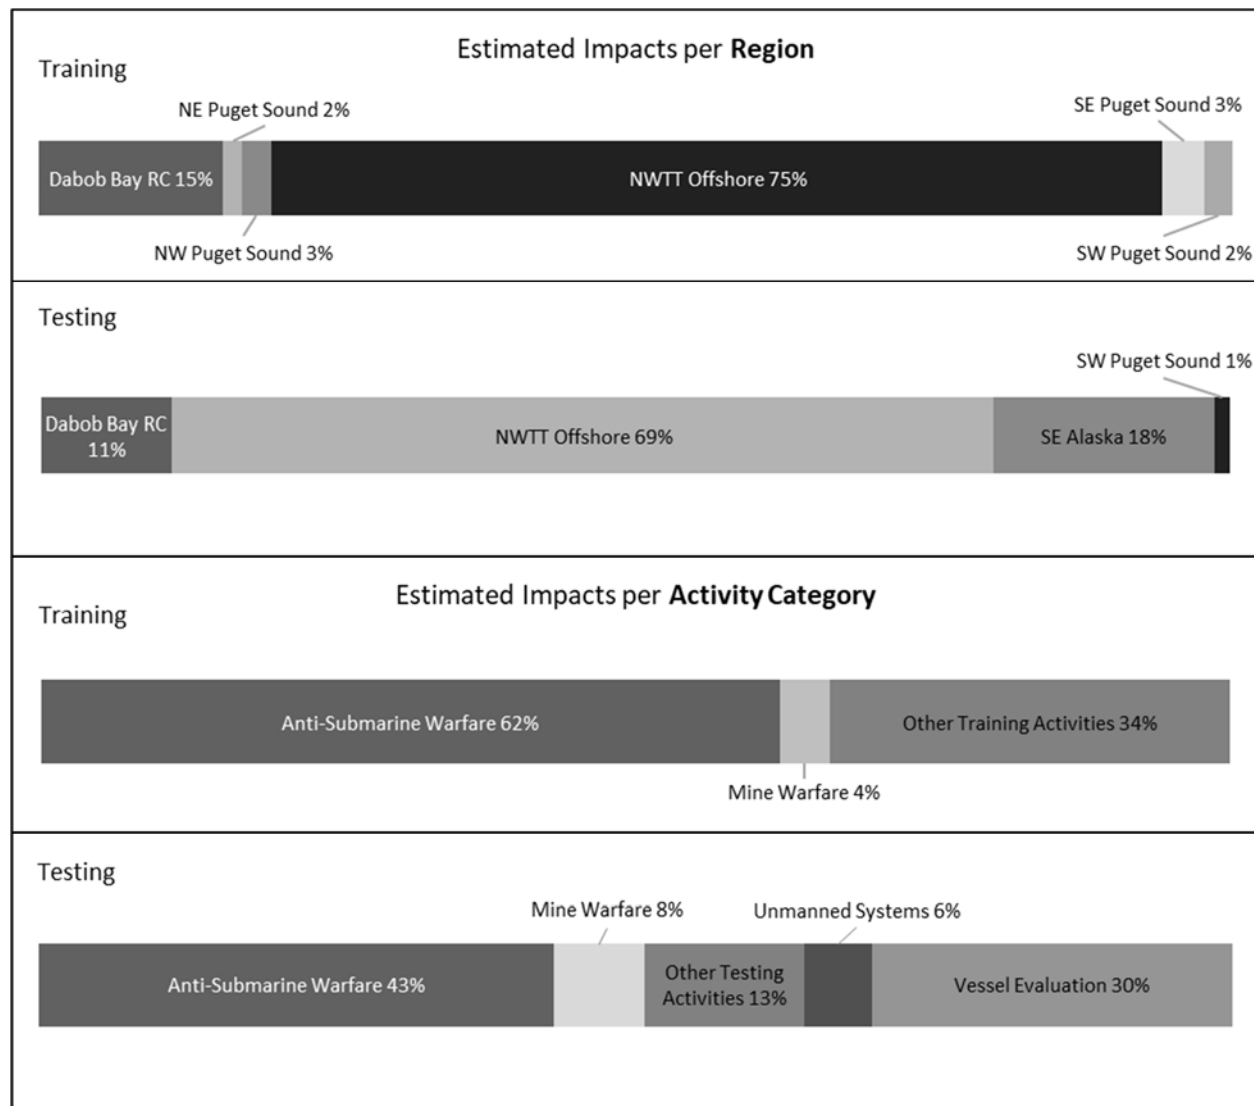 Estimated Impacts per Region
Training
NE Puget Sound 2%
SE Puget Sound 3%
Dabob Bay RC 15%
NWTT Offshore 75%
NW Puget Sound 3%
SW Puget Sound 2%
Testing
SW Puget Sound 1%
Dabob Bay RC
11%
NWTT Offshore 69%
SE Alaska 18%
Estimated Impacts per Activity Category
Training
Anti-Submarine Warfare 62%
Other Training Activities 34%
Mine Warfare 4%
Testing
Mine Warfare 8%
Unmanned Systems 6%
Anti-Submarine Warfare 43%
Other Testing
Activities 13%
Vessel Evaluation 30%